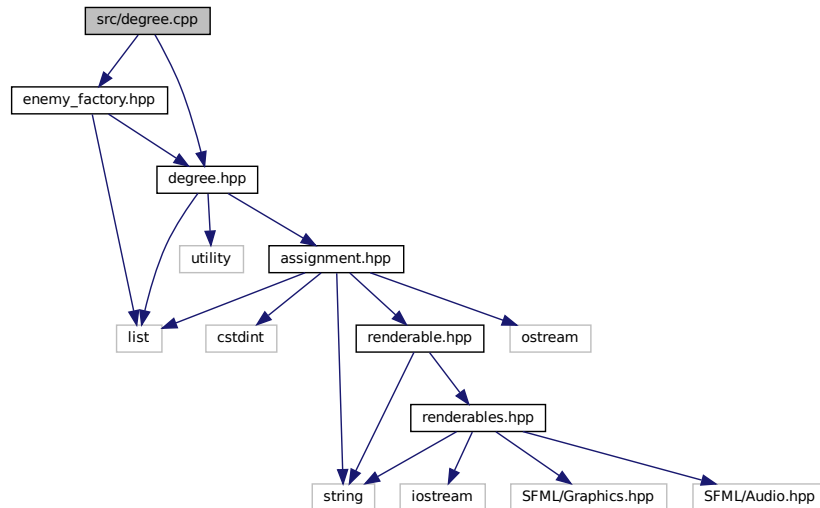 src/degree.cpp
enemy_factory.hpp
degree.hpp
utility
assignment.hpp
list
cstdint
renderable.hpp
ostream
renderables.hpp
string
iostream
SFML/Graphics.hpp
SFML/Audio.hpp